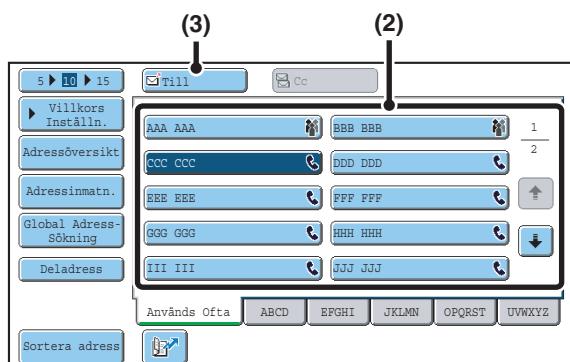 (3)
(2)
5 10 15
Till
Cc
Villkors
Inställn.
Adressöversikt
Adressinmatn.
Global Adress-
Sökning
Deladress
Sortera adress
AAA AAA
BBB BBB
CCC CCC
DDD DDD
EEE EEE
FFF FFF
GGG GGG
HHH HHH
III III
JJJ JJJ
1
2
Används Ofta
ABCD
EFGHI
JKLMN
OPQRST
UVWXYZ